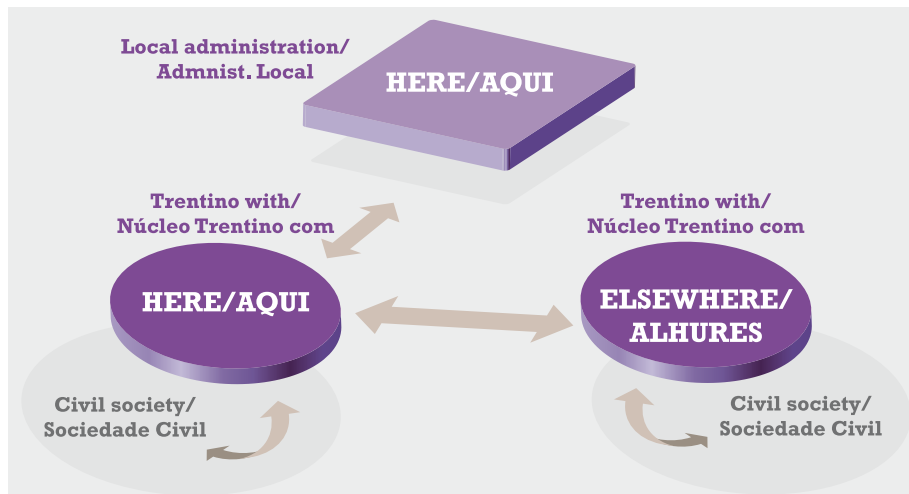 Local administration/
Admnist. Local
HERE/AQUI
Trentino with/
Núcleo Trentino com
HERE/AQUI
Trentino with/
Núcleo Trentino com
ELSEWHERE/
ALHURES
Civil society/
Sociedade Civil
Civil society/
Sociedade Civil